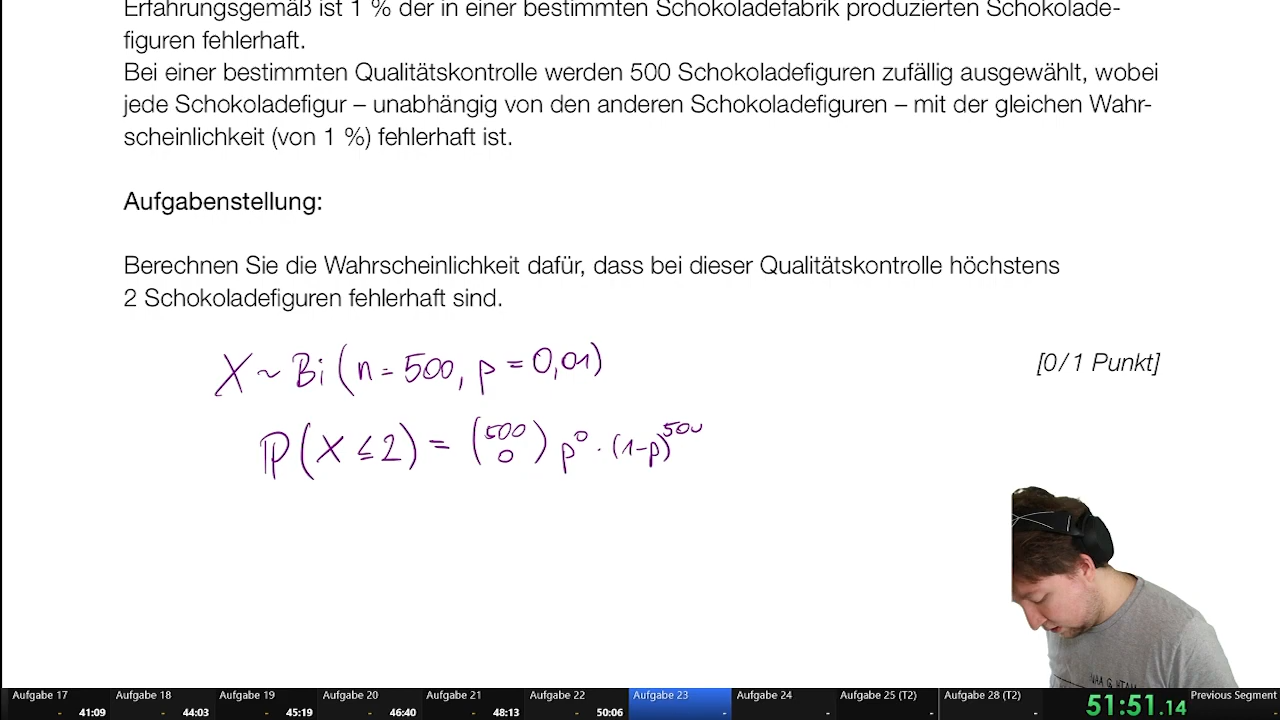 Erfahrungsgemäß ist 1 % der in einer bestimmten Schokoladefabrik produzierten Schokolade-
figuren fehlerhaft.
Bei einer bestimmten Qualitätskontrolle werden 500 Schokoladefiguren zufällig ausgewählt, wobei
jede Schokoladefigur – unabhängig von den anderen Schokoladefiguren – mit der gleichen Wahr-
scheinlichkeit (von 1 %) fehlerhaft ist.
Aufgabenstellung:
Berechnen Sie die Wahrscheinlichkeit dafür, dass bei dieser Qualitätskontrolle höchstens
2 Schokoladefiguren fehlerhaft sind.
X ~ Bi (n = 500, p = 0,01)
[0/1 Punkt]
ℙ(X ≤ 2) = (500 0) p⁰ · (1-p)⁵⁰⁰
Aufgabe 17 Aufgabe 18 Aufgabe 19 Aufgabe 20 Aufgabe 21 Aufgabe 22 Aufgabe 23 Aufgabe 24 Aufgabe 25 (T2) Aufgabe 28 (T2) 51:51.14 Previous Segment
- 41:09 - 44:03 - 45:19 - 46:40 - 48:13 - 50:06 - - - - -